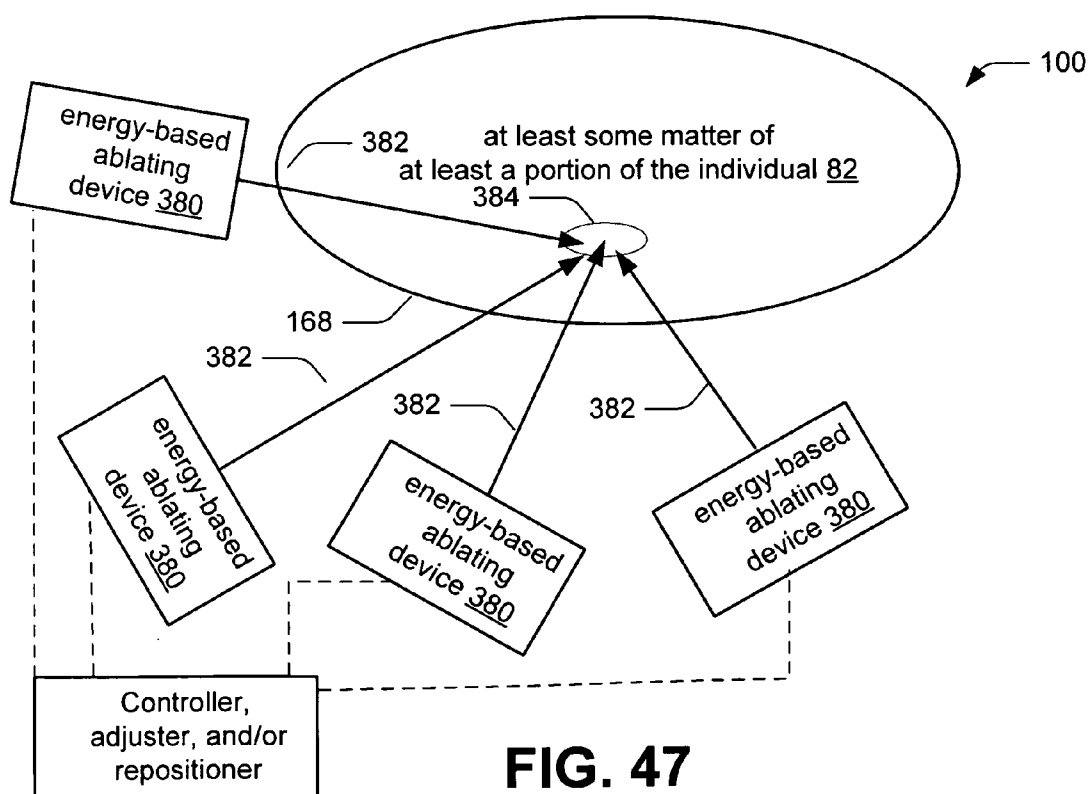 100
energy-based
ablating
device 380
382
at least some matter of
at least a portion of the individual 82
384
168
382
382
382
energy-based
ablating
device 380
energy-based
ablating
device 380
energy-based
ablating
device 380
Controller,
adjuster, and/or
repositioner
FIG. 47